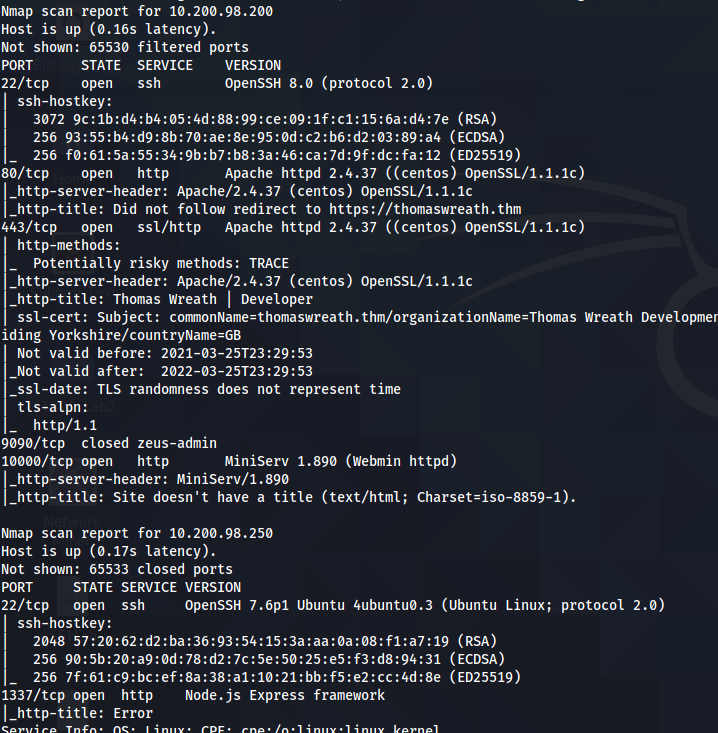 Nmap scan report for 10.200.98.200
Host is up (0.16s latency).
Not shown: 65530 filtered ports
PORT      STATE  SERVICE    VERSION
22/tcp    open   ssh        OpenSSH 8.0 (protocol 2.0)
| ssh-hostkey:
|   3072 9c:1b:d4:b4:05:4d:88:99:ce:09:1f:c1:15:6a:d4:7e (RSA)
|   256 93:55:b4:d9:8b:70:ae:8e:95:0d:c2:b6:d2:03:89:a4 (ECDSA)
|_  256 f0:61:5a:55:34:9b:b7:b8:3a:46:ca:7d:9f:dc:fa:12 (ED25519)
80/tcp    open   http       Apache httpd 2.4.37 ((centos) OpenSSL/1.1.1c)
|_http-server-header: Apache/2.4.37 (centos) OpenSSL/1.1.1c
|_http-title: Did not follow redirect to https://thomaswreath.thm
443/tcp   open   ssl/http   Apache httpd 2.4.37 ((centos) OpenSSL/1.1.1c)
| http-methods:
|_  Potentially risky methods: TRACE
|_http-server-header: Apache/2.4.37 (centos) OpenSSL/1.1.1c
|_http-title: Thomas Wreath | Developer
| ssl-cert: Subject: commonName=thomaswreath.thm/organizationName=Thomas Wreath Developmen
iding Yorkshire/countryName=GB
| Not valid before: 2021-03-25T23:29:53
|_Not valid after:  2022-03-25T23:29:53
|_ssl-date: TLS randomness does not represent time
| tls-alpn:
|_  http/1.1
9090/tcp  closed zeus-admin
10000/tcp open   http       MiniServ 1.890 (Webmin httpd)
|_http-server-header: MiniServ/1.890
|_http-title: Site doesn't have a title (text/html; Charset=iso-8859-1).

Nmap scan report for 10.200.98.250
Host is up (0.17s latency).
Not shown: 65533 closed ports
PORT     STATE SERVICE VERSION
22/tcp   open  ssh     OpenSSH 7.6p1 Ubuntu 4ubuntu0.3 (Ubuntu Linux; protocol 2.0)
| ssh-hostkey:
|   2048 57:20:62:d2:ba:36:93:54:15:3a:aa:0a:08:f1:a7:19 (RSA)
|   256 90:5b:20:a9:0d:78:d2:7c:5e:50:25:e5:f3:d8:94:31 (ECDSA)
|_  256 7f:61:c9:bc:ef:8a:38:a1:10:21:bb:f5:e2:cc:4d:8e (ED25519)
1337/tcp open  http    Node.js Express framework
|_http-title: Error
Service Info: OS: Linux; CPE: cpe:/o:linux:linux_kernel